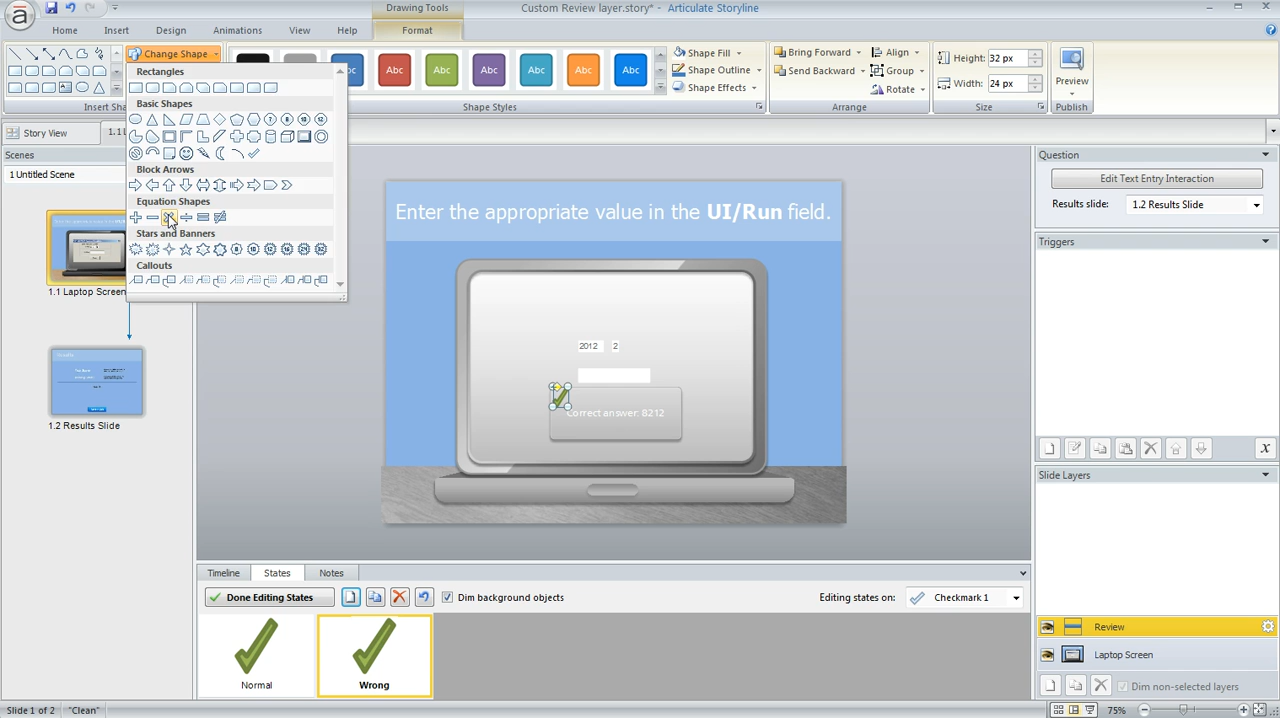 Drawing Tools
Custom Review layer.story* - Articulate Storyline
Home
Insert
Design
Animations
View
Help
Format
Change Shape
Abc
Abc
Abc
Abc
Abc
Abc
Shape Fill
Shape Outline
Shape Effects
Bring Forward
Send Backward
Align
Group
Rotate
Height: 32 px
Width: 24 px
Preview
Insert Sha
Shape Styles
Arrange
Size
Publish
Rectangles
Basic Shapes
Block Arrows
Equation Shapes
Stars and Banners
Callouts
Story View
1.1 L
Scenes
1 Untitled Scene
1.1 Laptop Screen
1.2 Results Slide
Enter the appropriate value in the UI/Run field.
2012 2
Correct answer: B212
Question
Edit Text Entry Interaction
Results slide: 1.2 Results Slide
Triggers
Slide Layers
Review
Laptop Screen
Dim non-selected layers
Timeline
States
Notes
Done Editing States
Dim background objects
Editing states on: Checkmark 1
Normal
Wrong
Slide 1 of 2
"Clean"
75%